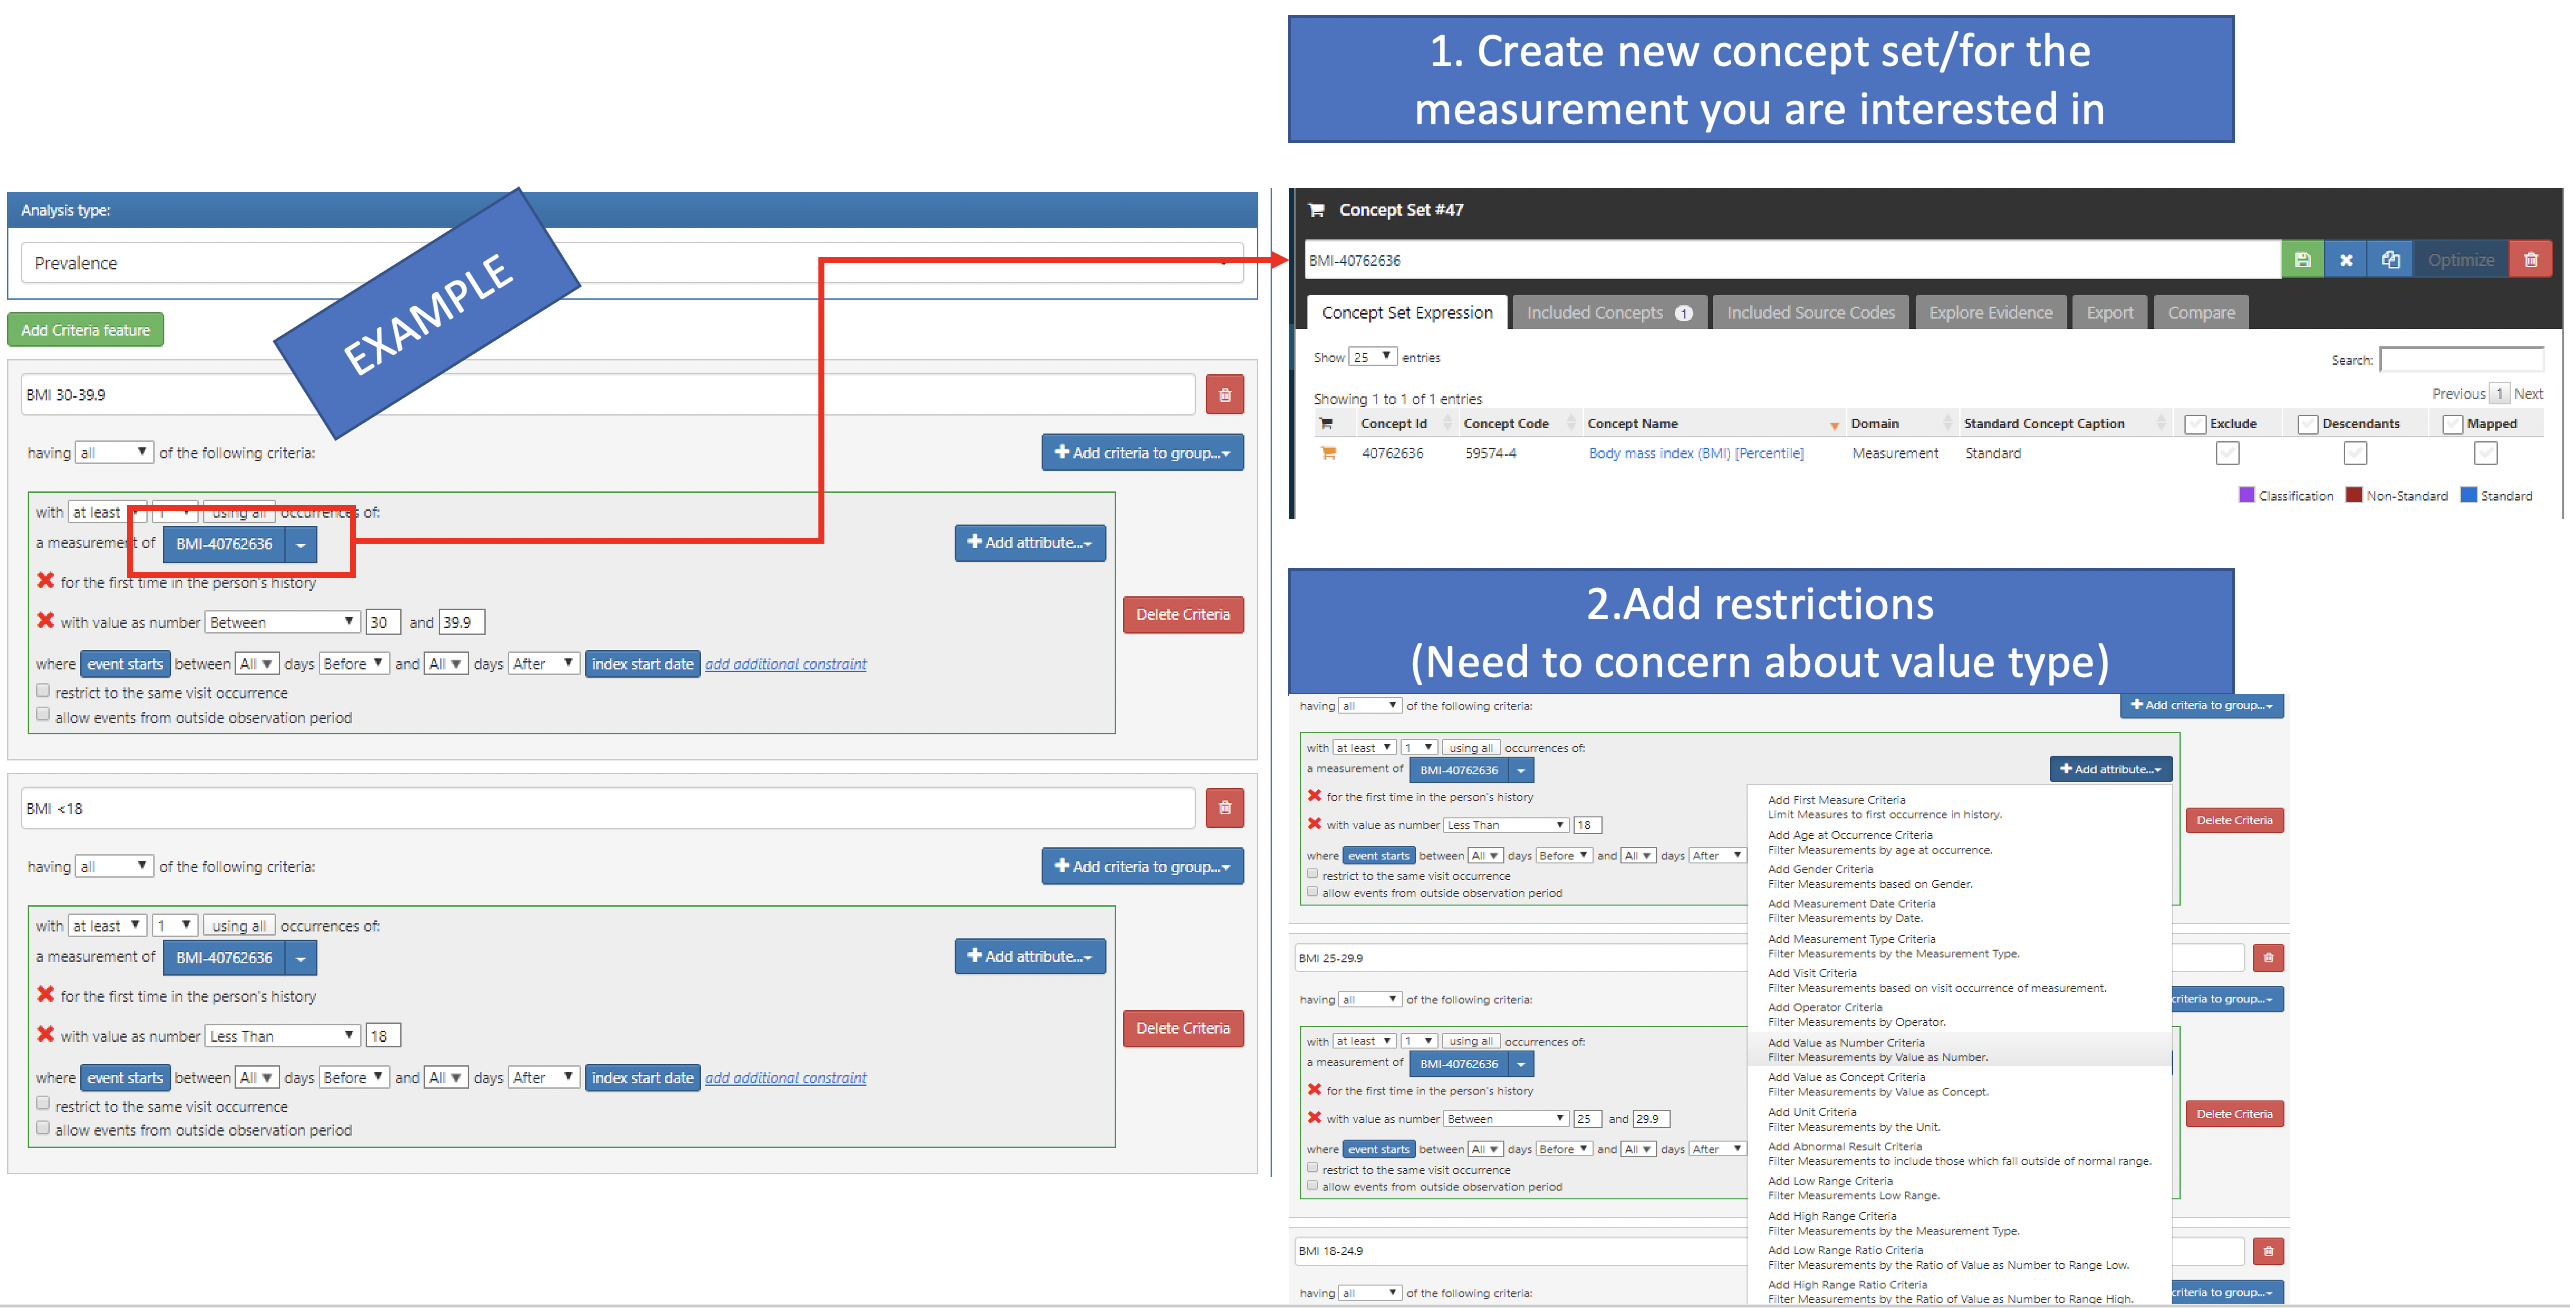 1. Create new concept set/for the
measurement you are interested in
Analysis type:
Prevalence
EXAMPLE
Add Criteria feature
BMI 30-39.9
having all of the following criteria:
Add criteria to group...
with at least 1 using all occurrences of:
a measurement of BMI-40762636
Add attribute...
for the first time in the person's history
with value as number Between 30 and 39.9
Delete Criteria
where event starts between All days Before and All days After index start date add additional constraint
restrict to the same visit occurrence
allow events from outside observation period
BMI <18
having all of the following criteria:
Add criteria to group...
with at least 1 using all occurrences of:
a measurement of BMI-40762636
Add attribute...
for the first time in the person's history
with value as number Less Than 18
Delete Criteria
where event starts between All days Before and All days After index start date add additional constraint
restrict to the same visit occurrence
allow events from outside observation period
Concept Set #47
BMI-40762636
Optimize
Concept Set Expression Included Concepts 1 Included Source Codes Explore Evidence Export Compare
Show 25 entries
Search:
Previous 1 Next
Showing 1 to 1 of 1 entries
Concept Id Concept Code Concept Name Domain Standard Concept Caption Exclude Descendants Mapped
40762636 59574-4 Body mass index (BMI) [Percentile] Measurement Standard
Classification Non-Standard Standard
2.Add restrictions
(Need to concern about value type)
having all of the following criteria:
Add criteria to group...
with at least 1 using all occurrences of:
a measurement of BMI-40762636
Add attribute...
for the first time in the person's history
with value as number Less Than 18
Delete Criteria
where event starts between All days Before and All days After
restrict to the same visit occurrence
allow events from outside observation period
BMI 25-29.9
having all of the following criteria:
criteria to group...
with at least 1 using all occurrences of:
a measurement of BMI-40762636
for the first time in the person's history
with value as number Between 25 and 29.9
Delete Criteria
where event starts between All days Before and All days After
restrict to the same visit occurrence
allow events from outside observation period
BMI 18-24.9
having all of the following criteria:
criteria to group...
Add First Measure Criteria
Limit Measures to first occurrence in history.
Add Age at Occurrence Criteria
Filter Measurements by age at occurrence.
Add Gender Criteria
Filter Measurements based on Gender.
Add Measurement Date Criteria
Filter Measurements by Date.
Add Measurement Type Criteria
Filter Measurements by the Measurement Type.
Add Visit Criteria
Filter Measurements based on visit occurrence of measurement.
Add Operator Criteria
Filter Measurements by Operator.
Add Value as Number Criteria
Filter Measurements by Value as Number.
Add Value as Concept Criteria
Filter Measurements by Value as Concept.
Add Unit Criteria
Filter Measurements by the Unit.
Add Abnormal Result Criteria
Filter Measurements to include those which fall outside of normal range.
Add Low Range Criteria
Filter Measurements Low Range.
Add High Range Criteria
Filter Measurements by the Measurement Type.
Add Low Range Ratio Criteria
Filter Measurements by the Ratio of Value as Number to Range Low.
Add High Range Ratio Criteria
Filter Measurements by the Ratio of Value as Number to Range High.